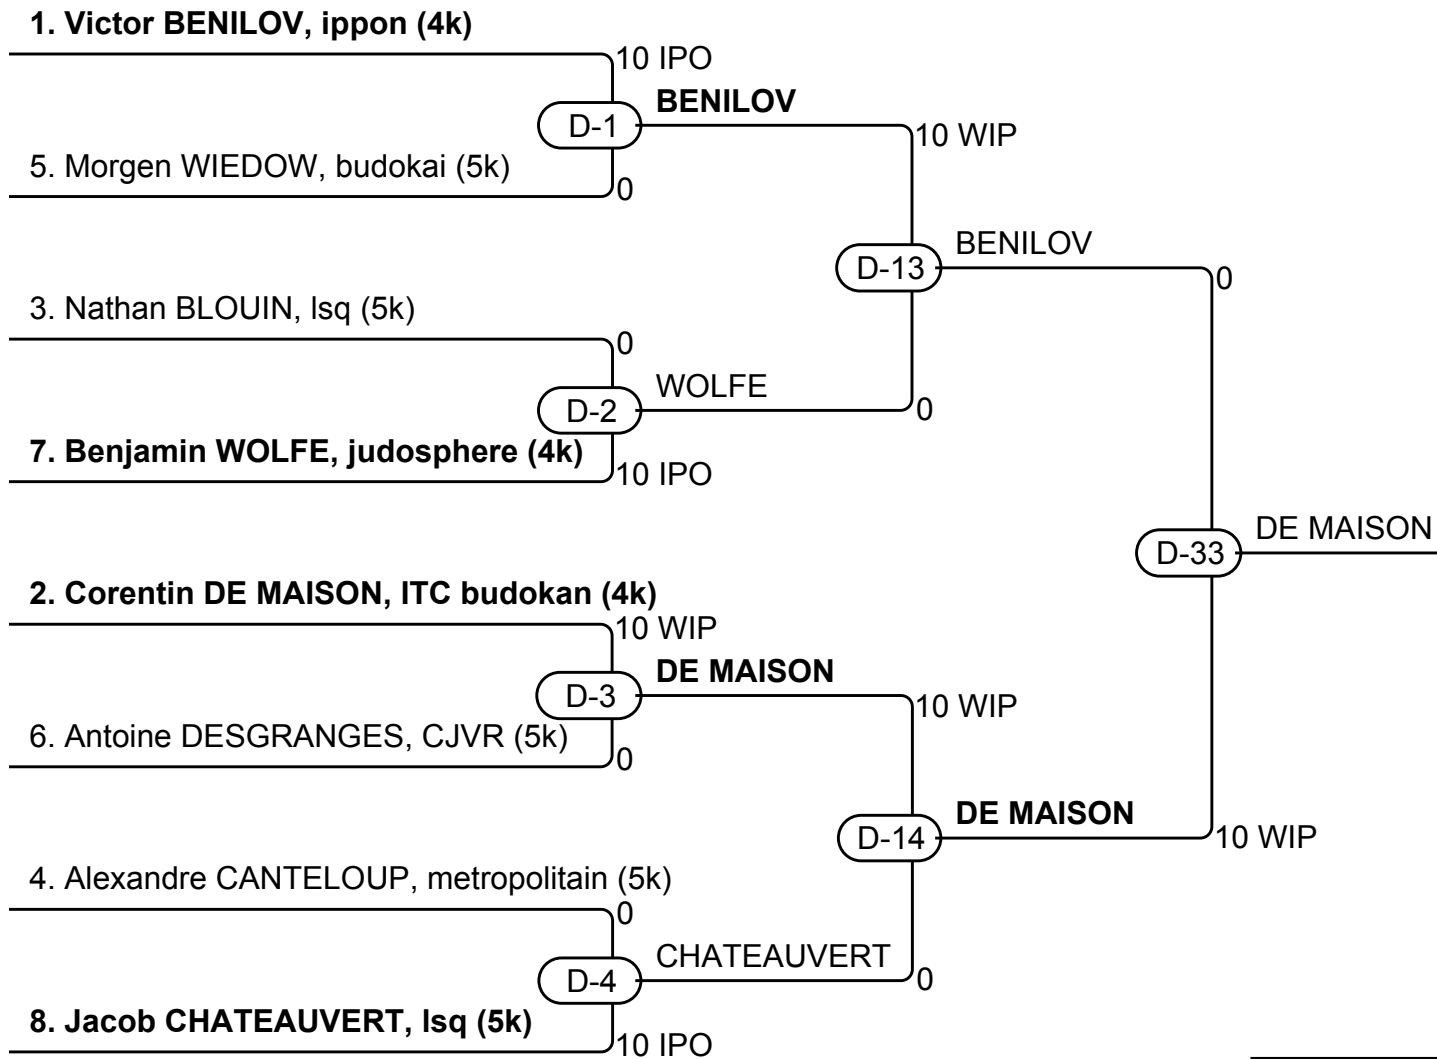 1. Victor BENILOV, ippon (4k)
10 IPO
BENILOV
D-1
10 WIP
5. Morgen WIEDOW, budokai (5k)
0
BENILOV
D-13
0
3. Nathan BLOUIN, lsq (5k)
0
WOLFE
D-2
0
7. Benjamin WOLFE, judosphere (4k)
10 IPO
DE MAISON
D-33
2. Corentin DE MAISON, ITC budokan (4k)
10 WIP
DE MAISON
D-3
10 WIP
6. Antoine DESGRANGES, CJVR (5k)
0
DE MAISON
D-14
10 WIP
4. Alexandre CANTELOUP, metropolitain (5k)
0
CHATEAUVERT
D-4
0
8. Jacob CHATEAUVERT, lsq (5k)
10 IPO